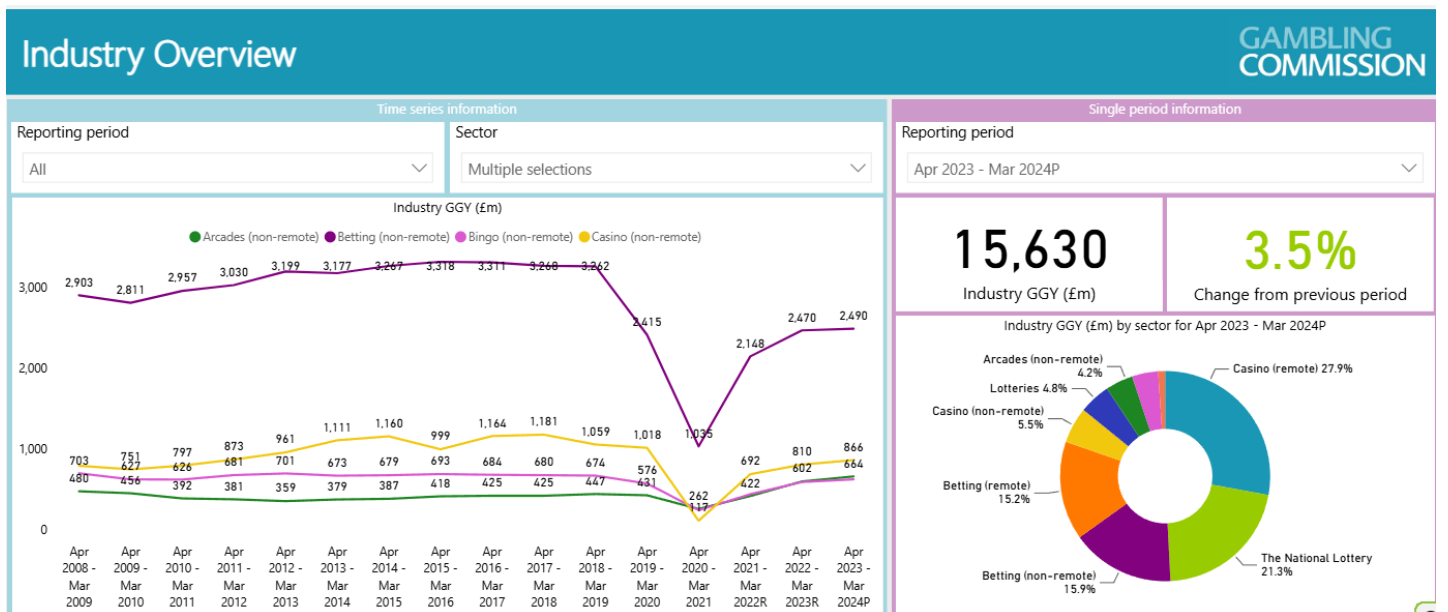 Industry Overview
GAMBLING
COMMISSION
Time series information
Reporting period
Sector
All
Multiple selections
Industry GGY (£m)
Arcades (non-remote) Betting (non-remote) Bingo (non-remote) Casino (non-remote)
3,000
2,000
1,000
0
2,903 2,811 2,957 3,030 3,199 3,177 3,267 3,318 3,311 3,268 3,262 2,415 1,035 2,148 2,470 2,490
751 797 873 961 1,111 1,160 999 1,164 1,181 1,059 1,018 117 692 810 866
703 627 626 681 701 673 679 693 684 680 674 576
480 456 392 381 359 379 387 418 425 425 447 431 262 422 602 664
Apr Apr Apr Apr Apr Apr Apr Apr Apr Apr Apr Apr Apr Apr Apr Apr
2008 - 2009 - 2010 - 2011 - 2012 - 2013 - 2014 - 2015 - 2016 - 2017 - 2018 - 2019 - 2020 - 2021 - 2022 - 2023 -
Mar Mar Mar Mar Mar Mar Mar Mar Mar Mar Mar Mar Mar Mar Mar Mar
2009 2010 2011 2012 2013 2014 2015 2016 2017 2018 2019 2020 2021 2022R 2023R 2024P
Single period information
Reporting period
Apr 2023 - Mar 2024P
15,630
Industry GGY (£m)
3.5%
Change from previous period
Industry GGY (£m) by sector for Apr 2023 - Mar 2024P
Arcades (non-remote)
4.2%
Lotteries 4.8%
Casino (non-remote)
5.5%
Betting (remote)
15.2%
Betting (non-remote)
15.9%
Casino (remote) 27.9%
The National Lottery
21.3%